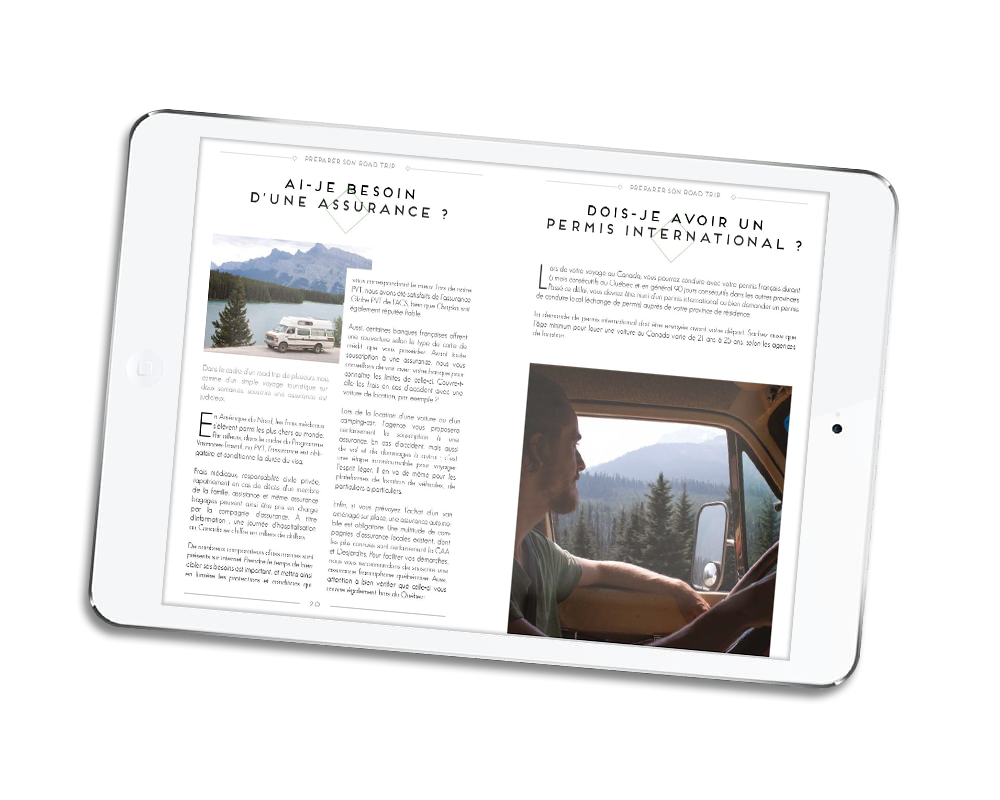 PRÉPARER SON ROAD TRIP
AI-JE BESOIN
D'UNE ASSURANCE ?
Dans le cadre d'un road trip de plusieurs mois
comme d'un simple voyage touristique sur
deux semaines, souscrire une assurance est
judicieux.
En Amérique du Nord, les frais médicaux
s'élèvent parmi les plus chers au monde.
Par ailleurs, dans le cadre du Programme
Vacances-Travail, ou PVT, l'assurance est obli-
gatoire et conditionne la durée du visa.
Frais médicaux, responsabilité civile privée,
rapatriement en cas de décès d'un membre
de la famille, assistance et même assurance
bagages peuvent ainsi être pris en charge
par la compagnie d'assurance. À titre
d'information : une journée d'hospitalisation
au Canada se chiffre en milliers de dollars.
De nombreux comparateurs d'assurances sont
présents sur internet. Prendre le temps de bien
cibler ses besoins est important, et mettra ainsi
en lumière les protections et conditions qui
vous correspondent le mieux. Lors de notre
PVT, nous avons été satisfaits de l'assurance
Globe PVT de l'ACS, bien que Chapka soit
également réputée fiable.
Aussi, certaines banques françaises offrent
une couverture selon le type de carte de
crédit que vous possédez. Avant toute
souscription à une assurance, nous vous
conseillons de voir avec votre banque pour
connaître les limites de celle-ci. Couvre-t-
elle les frais en cas d'accident avec une
voiture de location, par exemple ?
Lors de la location d'une voiture ou d'un
camping-car, l'agence vous proposera
certainement la souscription à une
assurance. En cas d'accident, mais aussi
de vol et de dommages à autrui : c'est
une étape incontournable pour voyager
l'esprit léger. Il en va de même pour les
plateformes de location de véhicules, de
particuliers à particuliers.
Enfin, si vous prévoyez l'achat d'un van
aménagé sur place, une assurance automo-
bile est obligatoire. Une multitude de com-
pagnies d'assurance locales existent, dont
les plus connues sont certainement la CAA
et Desjardins. Pour faciliter vos démarches,
nous vous recommandons de souscrire une
assurance francophone québécoise. Aussi,
attention à bien vérifier que celle-ci vous
couvre également hors du Québec.
20
PRÉPARER SON ROAD TRIP
DOIS-JE AVOIR UN
PERMIS INTERNATIONAL ?
Lors de votre voyage au Canada, vous pourrez conduire avec votre permis français durant
6 mois consécutifs au Québec et en général 90 jours consécutifs dans les autres provinces.
Passé ce délai, vous devrez être muni d'un permis international ou bien demander un permis
de conduire local (échange de permis) auprès de votre province de résidence.
La demande de permis international doit être envoyée avant votre départ. Sachez aussi que
l'âge minimum pour louer une voiture au Canada varie de 21 ans à 25 ans, selon les agences
de location.